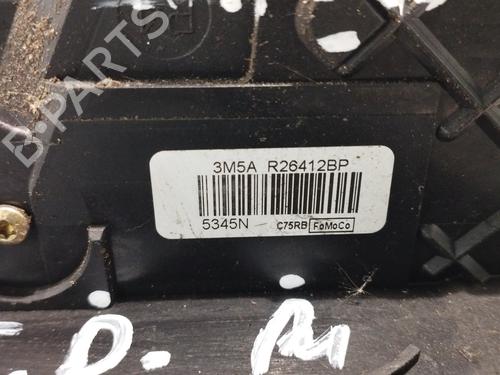 B-PARTS
3M5A R26412BP
5345N C75RB FoMoCo
D.